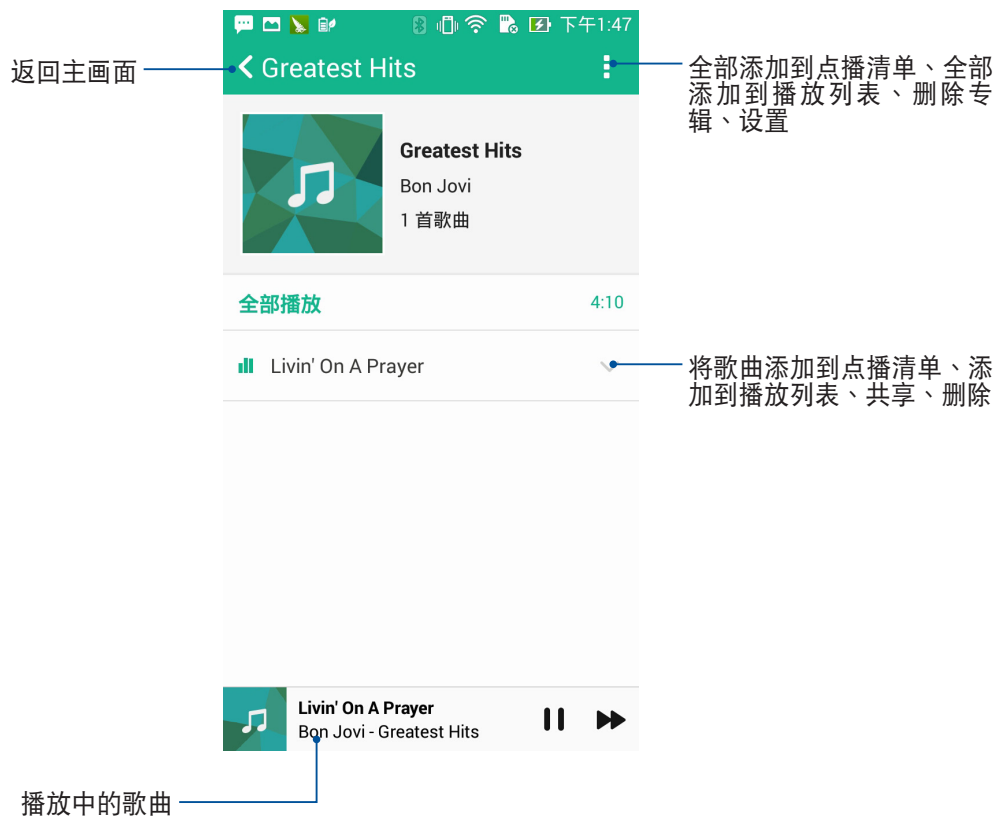 下午1:47
返回主画面
Greatest Hits
全部添加到点播清单、全部
添加到播放列表、删除专
辑、设置
Greatest Hits
Bon Jovi
1 首歌曲
全部播放
4:10
Livin' On A Prayer
将歌曲添加到点播清单、添
加到播放列表、共享、删除
Livin' On A Prayer
Bon Jovi - Greatest Hits
播放中的歌曲